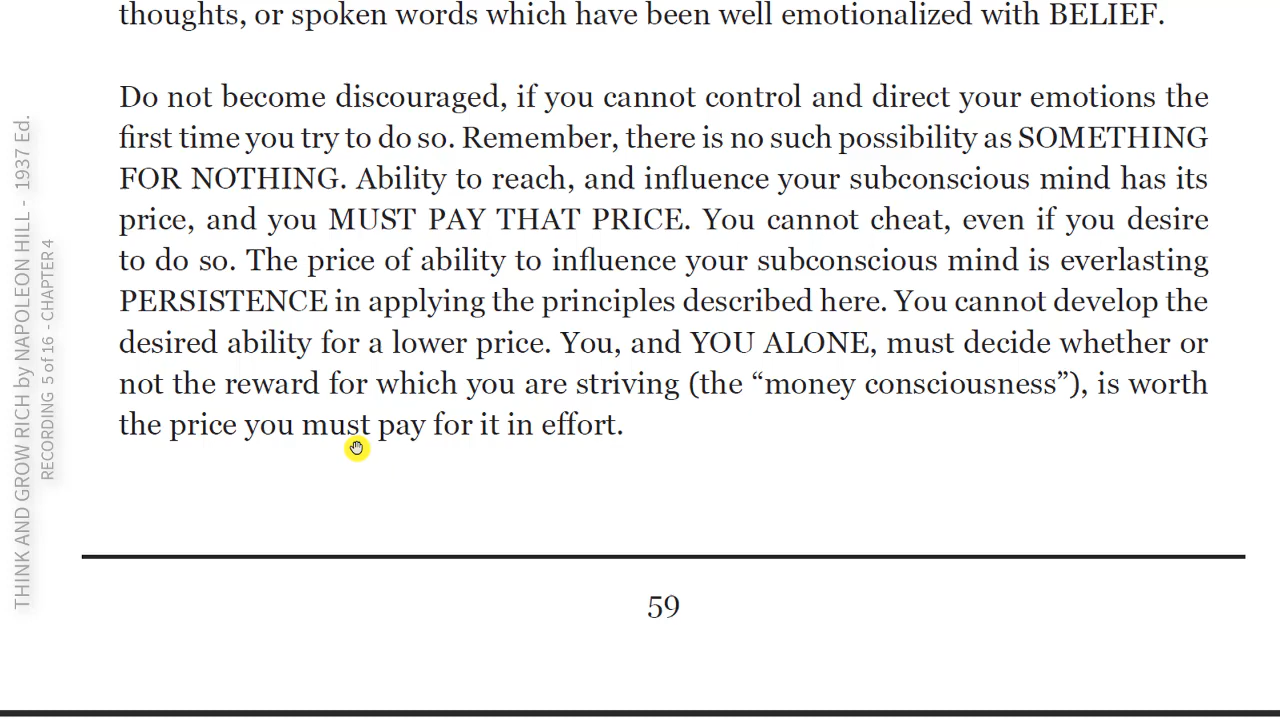 thoughts, or spoken words which have been well emotionalized with BELIEF.
Do not become discouraged, if you cannot control and direct your emotions the
first time you try to do so. Remember, there is no such possibility as SOMETHING
FOR NOTHING. Ability to reach, and influence your subconscious mind has its
price, and you MUST PAY THAT PRICE. You cannot cheat, even if you desire
to do so. The price of ability to influence your subconscious mind is everlasting
PERSISTENCE in applying the principles described here. You cannot develop the
desired ability for a lower price. You, and YOU ALONE, must decide whether or
not the reward for which you are striving (the “money consciousness”), is worth
the price you must pay for it in effort.
59
THINK AND GROW RICH by NAPOLEON HILL - 1937 Ed.
RECORDING 5 of 16 - CHAPTER 4